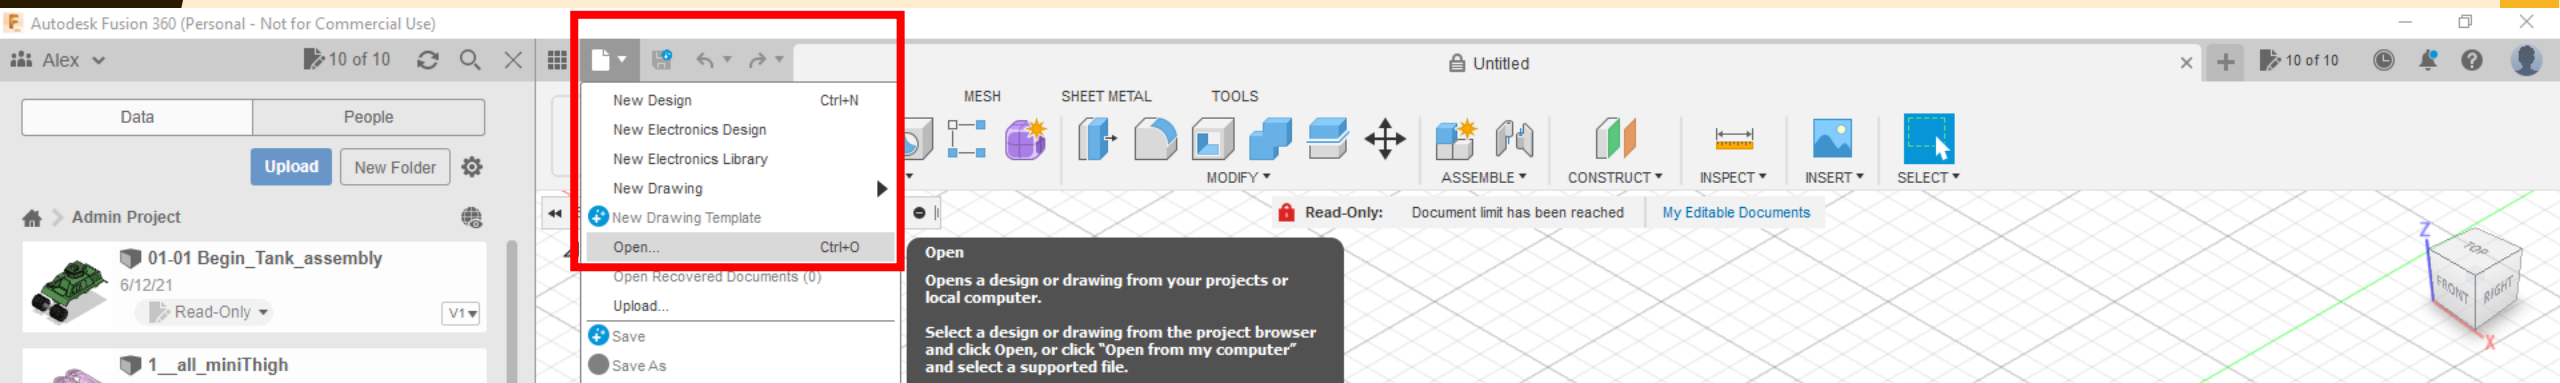 Autodesk Fusion 360 (Personal - Not for Commercial Use)
Alex
10 of 10
Untitled
10 of 10
Data
People
Upload
New Folder
Admin Project
01-01 Begin_Tank_assembly
6/12/21
Read-Only
V1
1__all_miniThigh
New Design Ctrl+N
New Electronics Design
New Electronics Library
New Drawing
New Drawing Template
Open... Ctrl+O
Open Recovered Documents (0)
Upload...
Save
Save As
MESH
SHEET METAL
TOOLS
MODIFY
ASSEMBLE
CONSTRUCT
INSPECT
INSERT
SELECT
Read-Only: Document limit has been reached
My Editable Documents
Open
Opens a design or drawing from your projects or
local computer.
Select a design or drawing from the project browser
and click Open, or click "Open from my computer"
and select a supported file.
Z
TOP
FRONT
RIGHT
X